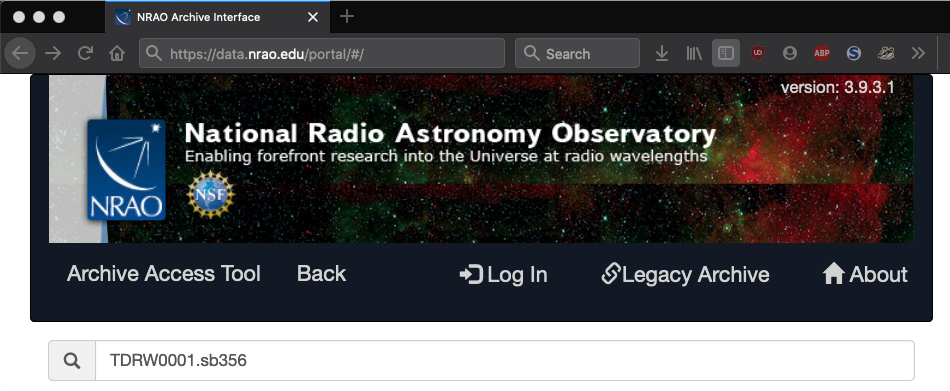 NRAO Archive Interface
https://data.nrao.edu/portal/#/
Search
UO
ABP
S
version: 3.9.3.1
National Radio Astronomy Observatory
Enabling forefront research into the Universe at radio wavelengths
NRAO
NSF
Archive Access Tool
Back
Log In
Legacy Archive
About
TDRW0001.sb356